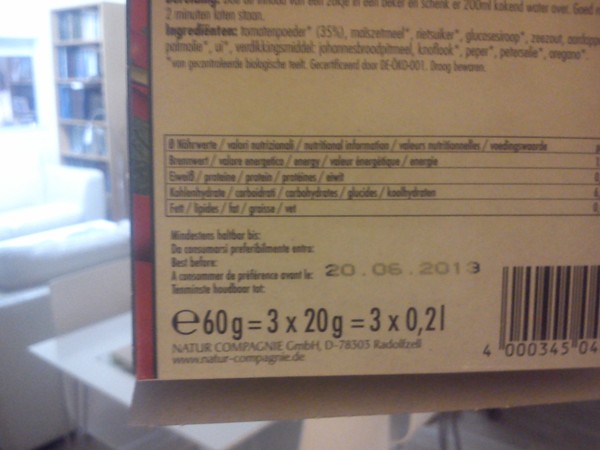 2 minuten laten staan.
Ingrediënten: tomatenpoeder* (35%), maïszetmeel*, rietsuiker*, glucosesiroop*, zeezout, aardapp
palmolie*, ui*, verdikkingsmiddel: johannesbroodpitmeel, knoflook*, peper*, peterselie*, oregano*.
*van gecontroleerde biologische teelt. Gecertificeerd door DE-ÖKO-001. Droog bewaren.
Ø Nährwerte / valori nutrizionali / nutritional information / valeurs nutritionnelles / voedingswaarde
Brennwert / valore energetico / energy / valeur énergétique / energie
Eiweiß / proteine / protein / protéines / eiwit
Kohlenhydrate / carboidrati / carbohydrates / glucides / koolhydraten
Fett / lipides / fat / graisse / vet
Mindestens haltbar bis:
Da consumarsi preferibilmente entro:
Best before:
A consommer de préférence avant le: 20.06.2013
Tenminste houdbaar tot:
℮60g=3 x 20g=3 x 0,2l
NATUR COMPAGNIE GmbH, D-78303 Radolfzell
www.natur-compagnie.de
4 000345 04